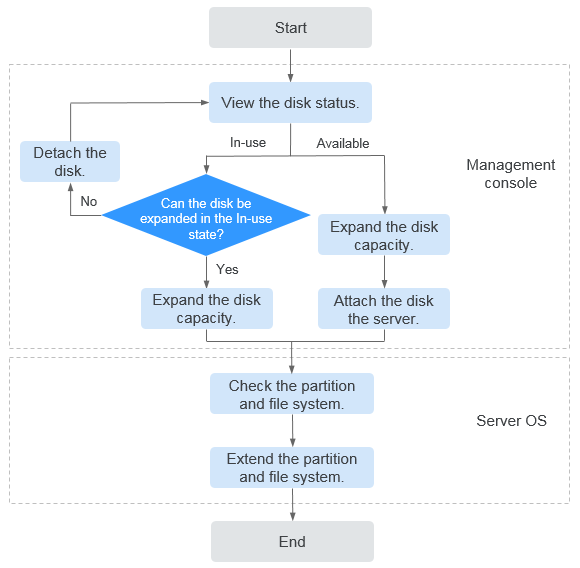 Start
View the disk status.
In-use
Available
Detach the
disk.
Management
console
No
Can the disk be
expanded in the In-use
state?
Expand the disk
capacity.
Yes
Expand the disk
capacity.
Attach the disk
the server.
Check the partition
and file system.
Server OS
Extend the partition
and file system.
End